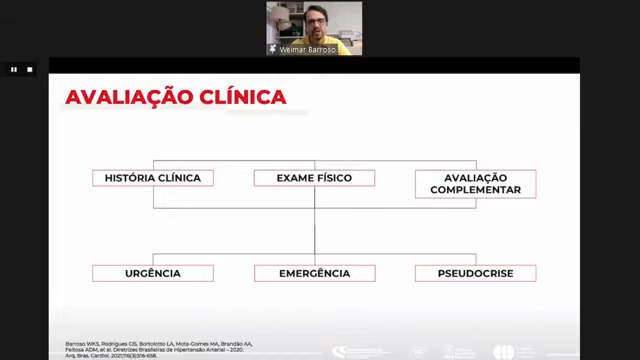 Weimar Barroso
AVALIAÇÃO CLÍNICA
HISTÓRIA CLÍNICA
EXAME FÍSICO
AVALIAÇÃO
COMPLEMENTAR
URGÊNCIA
EMERGÊNCIA
PSEUDOCRISE
Barroso WKS, Rodrigues CIS, Bortolotto LA, Mota-Gomes MA, Brandão AA,
Feitosa ADM, et al. Diretrizes Brasileiras de Hipertensão Arterial – 2020.
Arq. Bras. Cardiol. 2021;116(3):516-658.